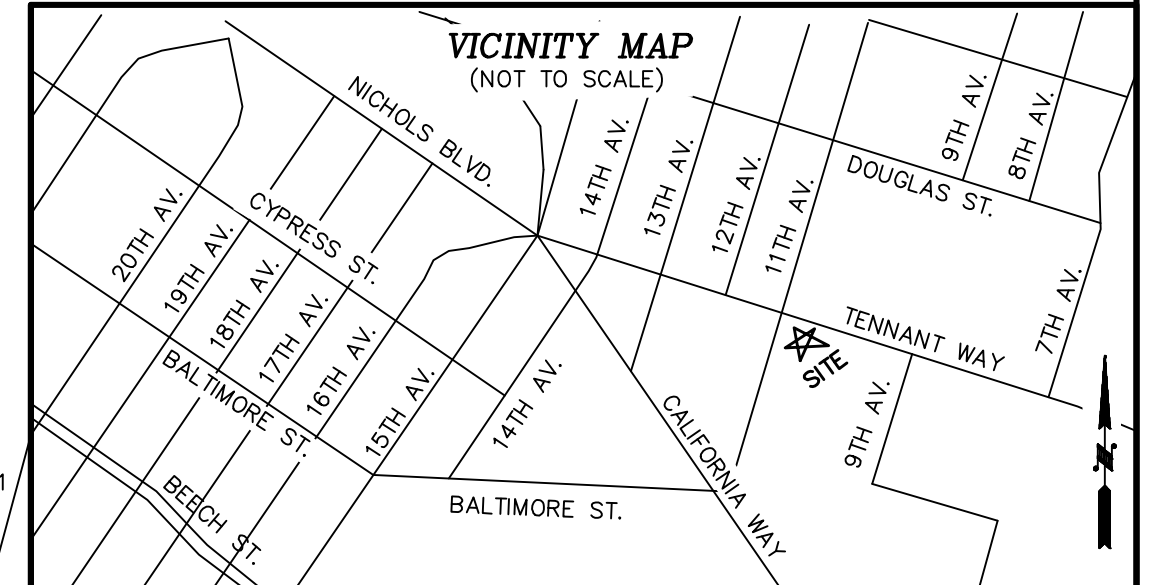 VICINITY MAP
(NOT TO SCALE)
NICHOLS BLVD.
14TH AV.
13TH AV.
12TH AV.
11TH AV.
9TH AV.
8TH AV.
DOUGLAS ST.
20TH AV.
19TH AV.
18TH AV.
17TH AV.
16TH AV.
15TH AV.
14TH AV.
CYPRESS ST.
7TH AV.
TENNANT WAY
SITE
BALTIMORE ST.
9TH AV.
CALIFORNIA WAY
N
BEECH ST.
BALTIMORE ST.
1